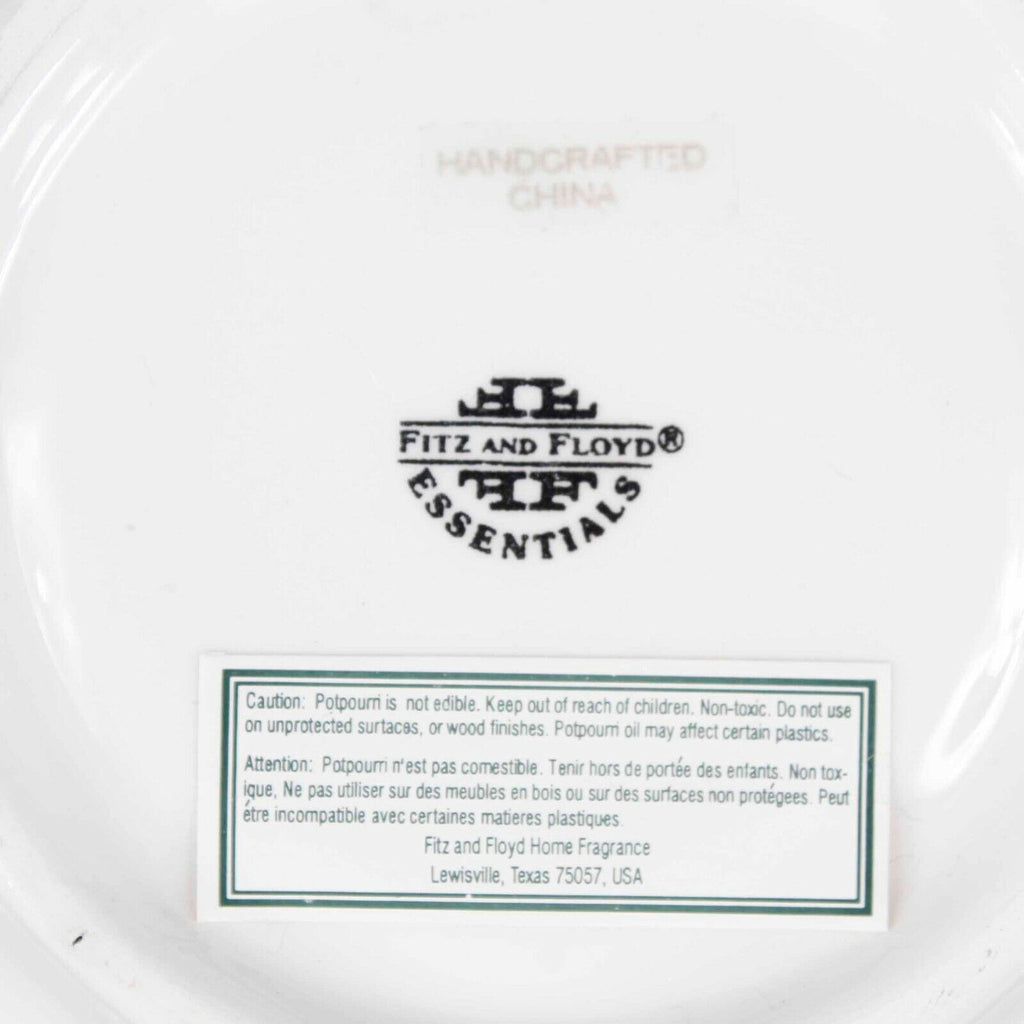 HANDCRAFTED
CHINA
FITZ AND FLOYD®
ESSENTIALS
Caution: Potpourri is not edible. Keep out of reach of children. Non-toxic. Do not use
on unprotected surfaces, or wood finishes. Potpourri oil may affect certain plastics.
Attention: Potpourri n'est pas comestible. Tenir hors de portée des enfants. Non tox-
ique, Ne pas utiliser sur des meubles en bois ou sur des surfaces non protégees. Peut
étre incompatible avec certaines matieres plastiques.
Fitz and Floyd Home Fragrance
Lewisville, Texas 75057, USA